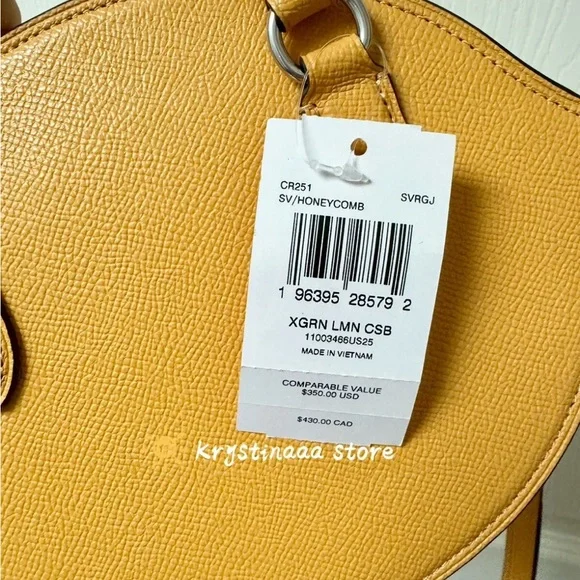 CR251 SVRGJ
SV/HONEYCOMB
1 96395 28579 2
XGRN LMN CSB
11003466US25
MADE IN VIETNAM
COMPARABLE VALUE
$350.00 USD
$430.00 CAD
krystinaaa store